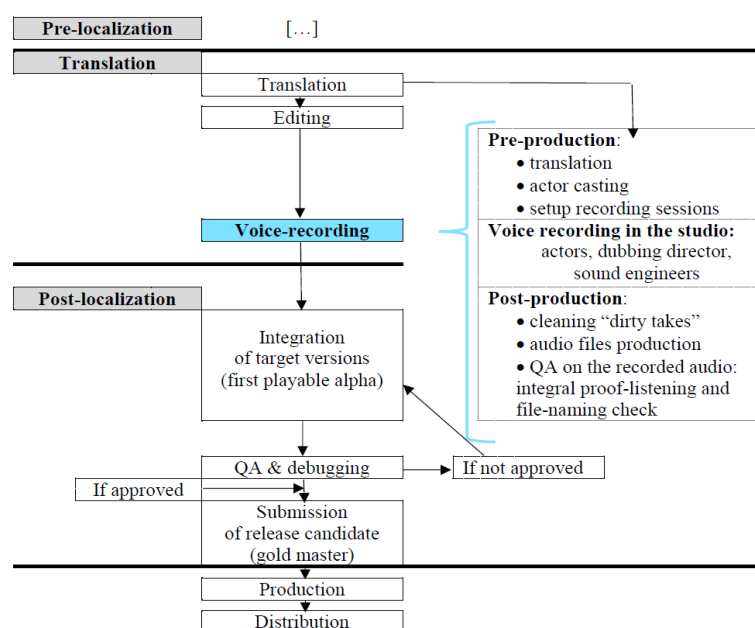 Pre-localization
[…]
Translation
Translation
Editing
Pre-production:
• translation
• actor casting
• setup recording sessions
Voice-recording
Voice recording in the studio:
actors, dubbing director,
sound engineers
Post-localization
Post-production:
• cleaning “dirty takes”
• audio files production
• QA on the recorded audio:
integral proof-listening and
file-naming check
Integration
of target versions
(first playable alpha)
QA & debugging
If not approved
If approved
Submission
of release candidate
(gold master)
Production
Distribution